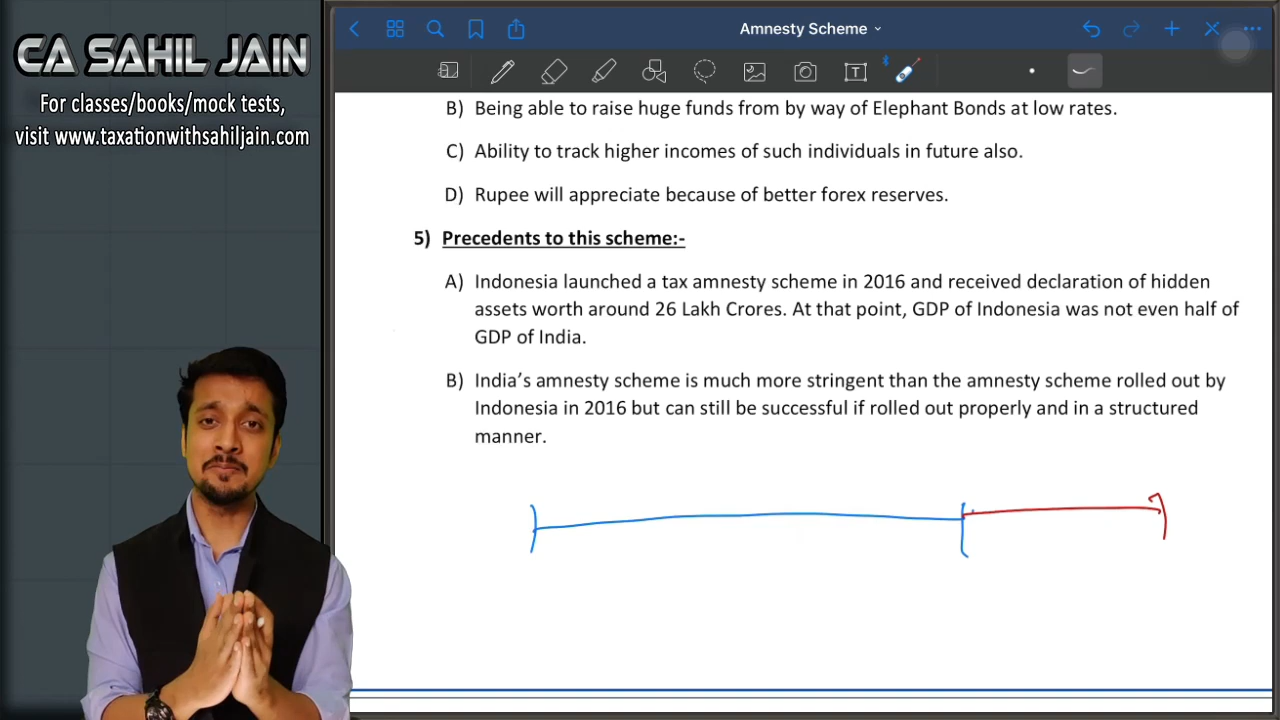 CA SAHIL JAIN
For classes/books/mock tests,
visit www.taxationwithsahiljain.com
Amnesty Scheme
B) Being able to raise huge funds from by way of Elephant Bonds at low rates.
C) Ability to track higher incomes of such individuals in future also.
D) Rupee will appreciate because of better forex reserves.
5) Precedents to this scheme:-
A) Indonesia launched a tax amnesty scheme in 2016 and received declaration of hidden
assets worth around 26 Lakh Crores. At that point, GDP of Indonesia was not even half of
GDP of India.
B) India’s amnesty scheme is much more stringent than the amnesty scheme rolled out by
Indonesia in 2016 but can still be successful if rolled out properly and in a structured
manner.